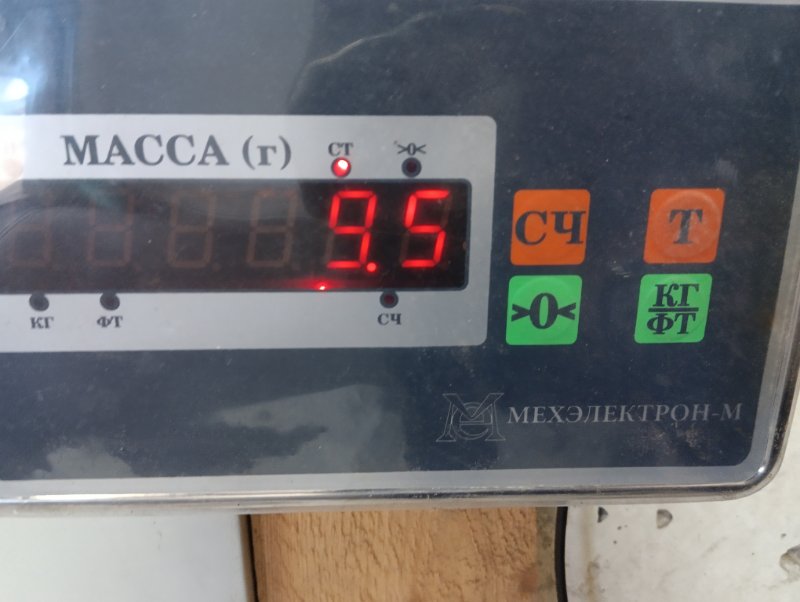 МАССА (г) СТ >0<
9.5
КГ ФТ СЧ
СЧ Т
>0< КГ/ФТ
МЕХЭЛЕКТРОН-М